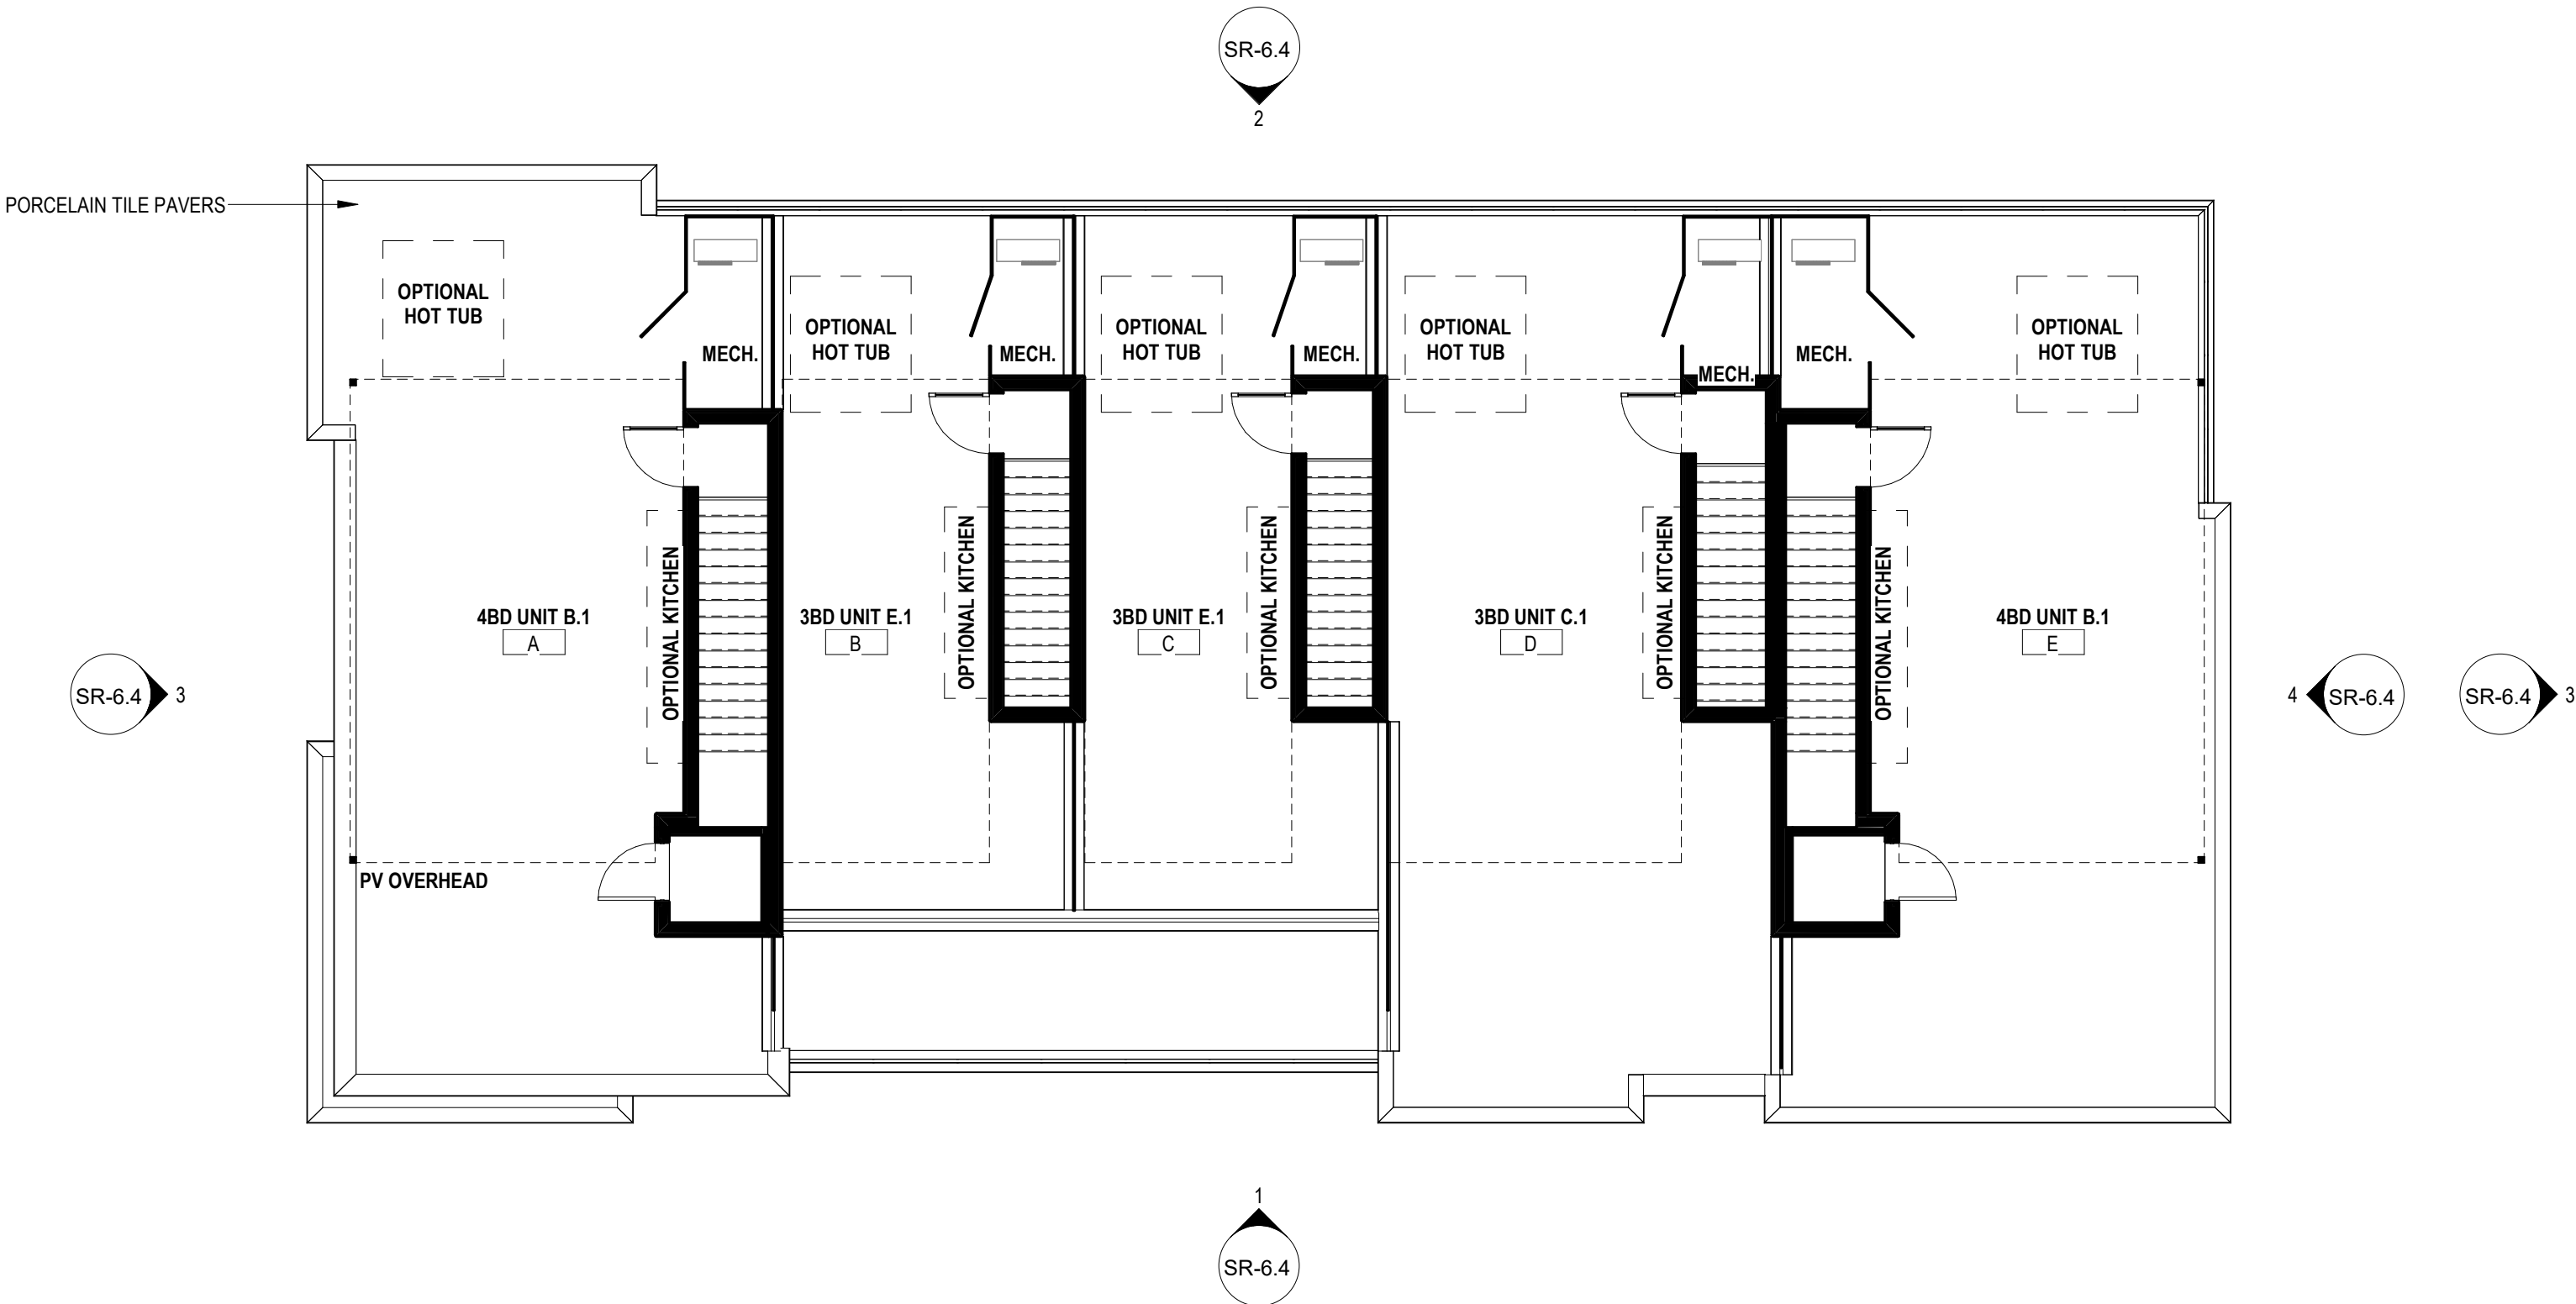 SR-6.4
2
PORCELAIN TILE PAVERS
OPTIONAL
HOT TUB
OPTIONAL
HOT TUB
OPTIONAL
HOT TUB
OPTIONAL
HOT TUB
OPTIONAL
HOT TUB
MECH.
MECH.
MECH.
MECH.
MECH.
OPTIONAL KITCHEN
OPTIONAL KITCHEN
OPTIONAL KITCHEN
OPTIONAL KITCHEN
OPTIONAL KITCHEN
4BD UNIT B.1
A
3BD UNIT E.1
B
3BD UNIT E.1
C
3BD UNIT C.1
D
4BD UNIT B.1
E
SR-6.4
3
4
SR-6.4
SR-6.4
3
PV OVERHEAD
1
SR-6.4